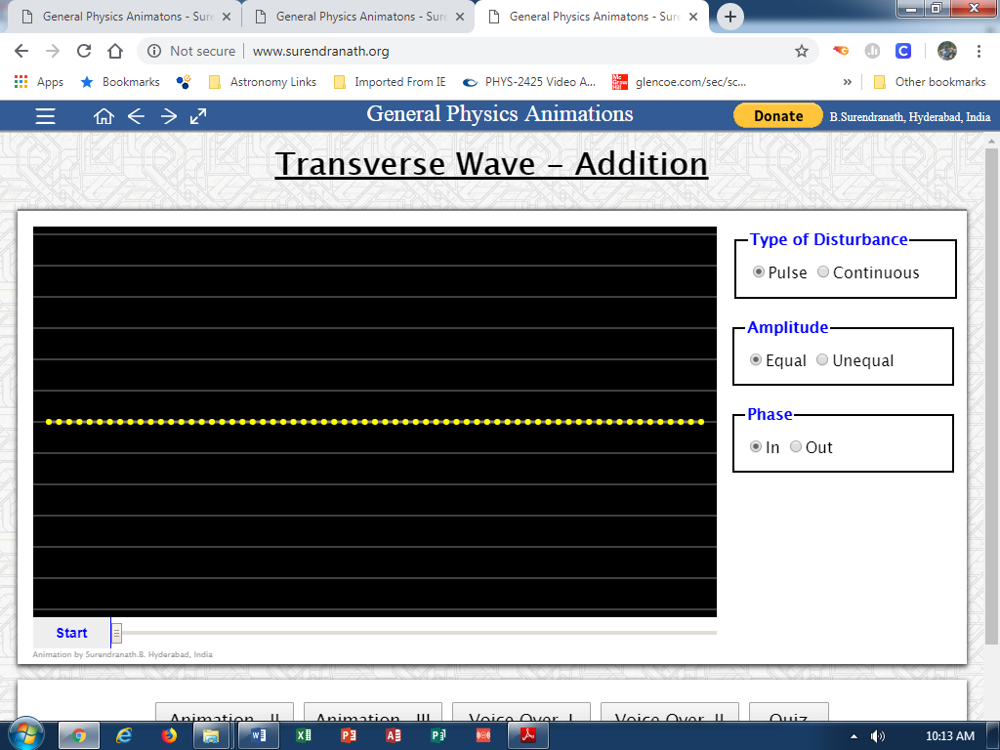 General Physics Animatons - Sure
General Physics Animatons - Sure
General Physics Animatons - Sure
Not secure | www.surendranath.org
Apps
Bookmarks
Astronomy Links
Imported From IE
PHYS-2425 Video A...
glencoe.com/sec/sc...
»
Other bookmarks
General Physics Animations
Donate
B.Surendranath, Hyderabad, India
Transverse Wave – Addition
Type of Disturbance
Pulse Continuous
Amplitude
Equal Unequal
Phase
In Out
Start
Animation by Surendranath.B. Hyderabad, India
Animation II
Animation III
Voice Over I
Voice Over II
Quiz
10:13 AM